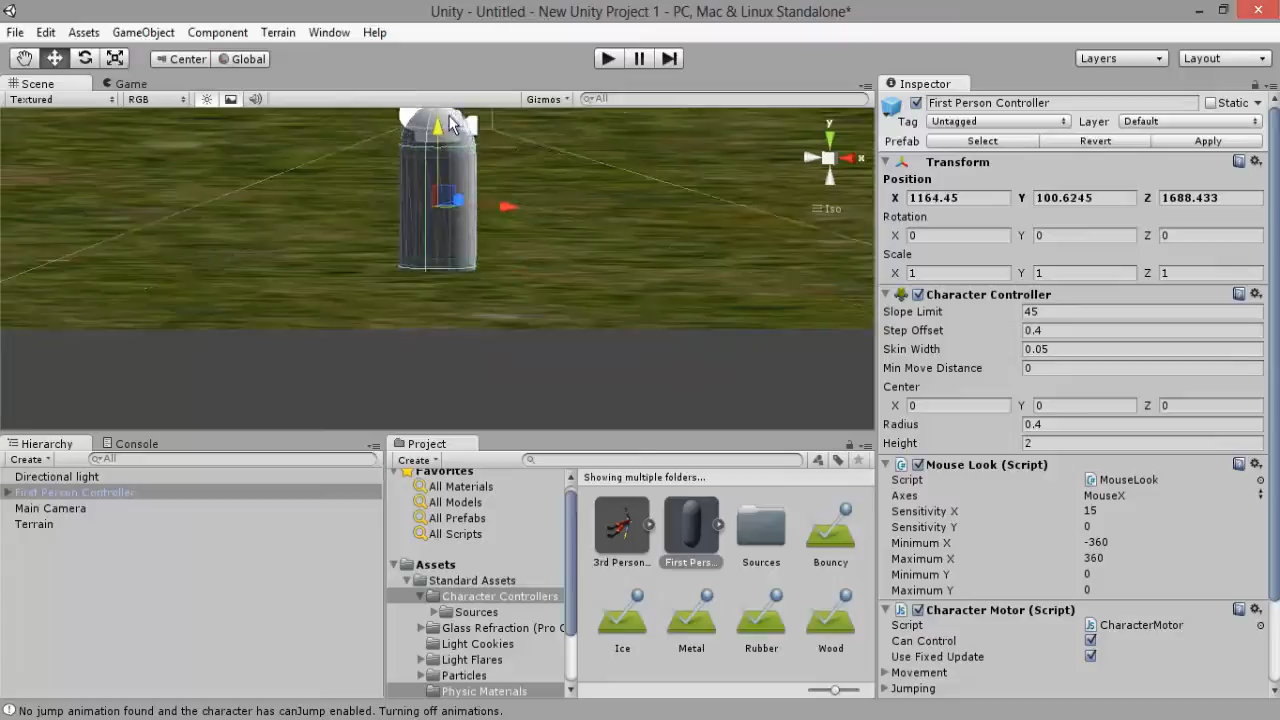 Unity - Untitled - New Unity Project 1 - PC, Mac & Linux Standalone*
File Edit Assets GameObject Component Terrain Window Help
Center Global Layers Layout
Scene Game
Textured RGB Gizmos All
y
x
Iso
Inspector
First Person Controller Static
Tag Untagged Layer Default
Prefab Select Revert Apply
Transform
Position
X 1164.45 Y 100.6245 Z 1688.433
Rotation
X 0 Y 0 Z 0
Scale
X 1 Y 1 Z 1
Character Controller
Slope Limit 45
Step Offset 0.4
Skin Width 0.05
Min Move Distance 0
Center
X 0 Y 0 Z 0
Radius 0.4
Height 2
Mouse Look (Script)
Script MouseLook
Axes MouseX
Sensitivity X 15
Sensitivity Y 0
Minimum X -360
Maximum X 360
Minimum Y 0
Maximum Y 0
Character Motor (Script)
Script CharacterMotor
Can Control
Use Fixed Update
Movement
Jumping
Hierarchy Console
Create All
Directional light
First Person Controller
Main Camera
Terrain
Project
Create
Favorites
All Materials
All Models
All Prefabs
All Scripts
Assets
Standard Assets
Character Controllers
Sources
Glass Refraction (Pro C
Light Cookies
Light Flares
Particles
Physic Materials
Showing multiple folders...
3rd Person... First Pers... Sources Bouncy
Ice Metal Rubber Wood
No jump animation found and the character has canJump enabled. Turning off animations.